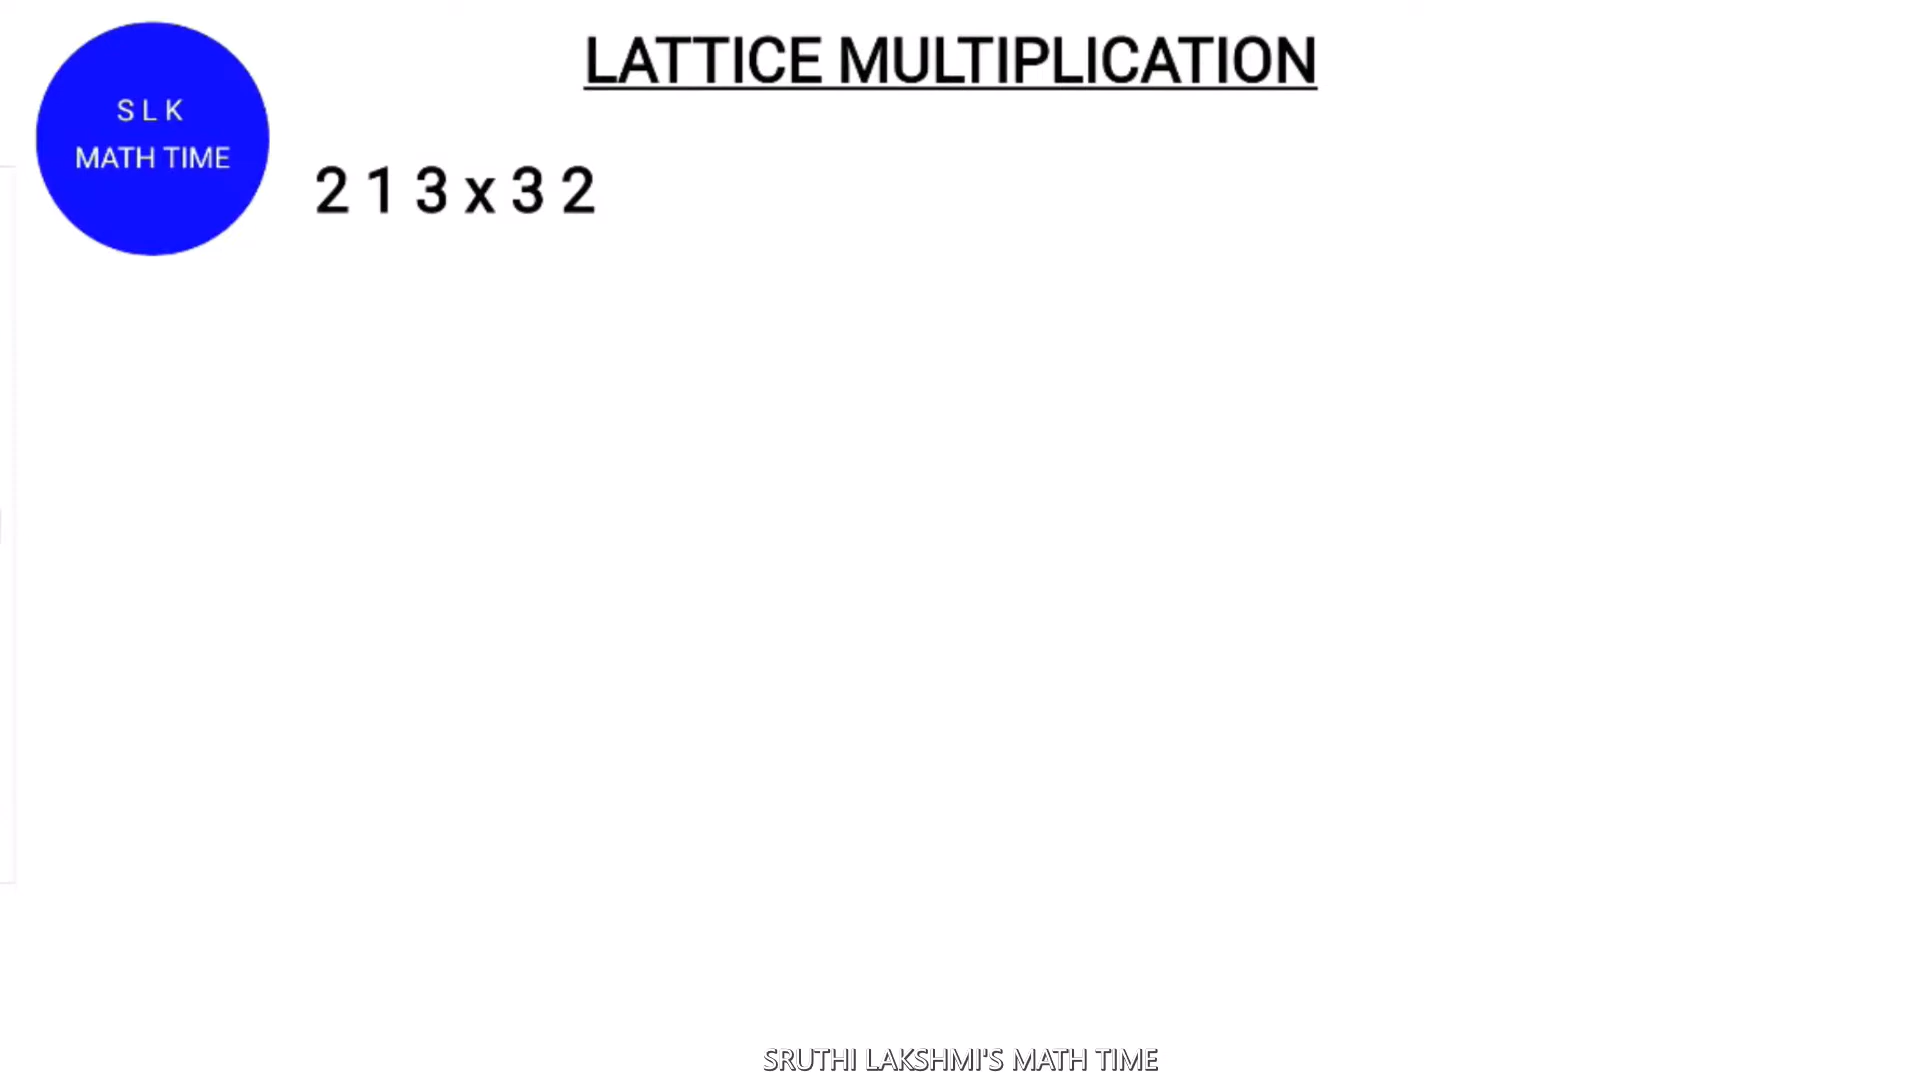 LATTICE MULTIPLICATION
S L K
MATH TIME
2 1 3 x 3 2
SRUTHI LAKSHMI'S MATH TIME